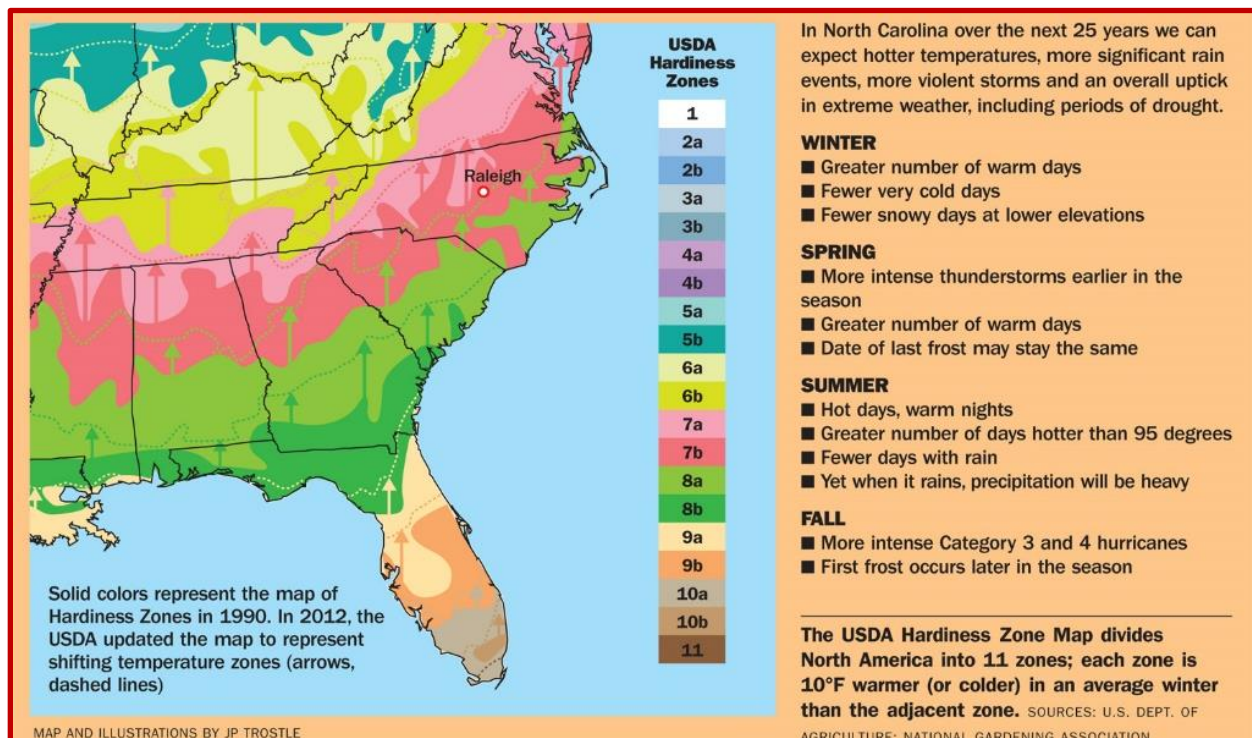 USDA
Hardiness
Zones
1
2a
2b
3a
3b
4a
4b
5a
5b
6a
6b
7a
7b
8a
8b
9a
9b
10a
10b
11
Raleigh
Solid colors represent the map of
Hardiness Zones in 1990. In 2012, the
USDA updated the map to represent
shifting temperature zones (arrows,
dashed lines)
MAP AND ILLUSTRATIONS BY JP TROSTLE
In North Carolina over the next 25 years we can
expect hotter temperatures, more significant rain
events, more violent storms and an overall uptick
in extreme weather, including periods of drought.
WINTER
■ Greater number of warm days
■ Fewer very cold days
■ Fewer snowy days at lower elevations
SPRING
■ More intense thunderstorms earlier in the
season
■ Greater number of warm days
■ Date of last frost may stay the same
SUMMER
■ Hot days, warm nights
■ Greater number of days hotter than 95 degrees
■ Fewer days with rain
■ Yet when it rains, precipitation will be heavy
FALL
■ More intense Category 3 and 4 hurricanes
■ First frost occurs later in the season
The USDA Hardiness Zone Map divides
North America into 11 zones; each zone is
10°F warmer (or colder) in an average winter
than the adjacent zone. SOURCES: U.S. DEPT. OF
AGRICULTURE; NATIONAL GARDENING ASSOCIATION